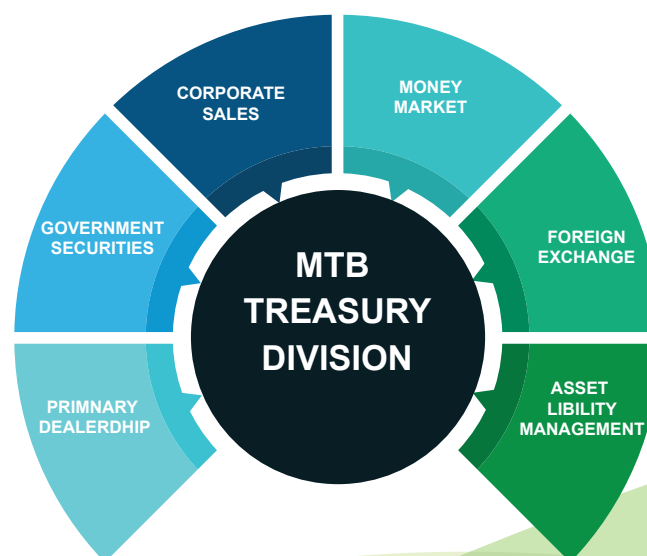 CORPORATE
SALES
MONEY
MARKET
GOVERNMENT
SECURITIES
FOREIGN
EXCHANGE
MTB
TREASURY
DIVISION
PRIMNARY
DEALERDHIP
ASSET
LIBILITY
MANAGEMENT